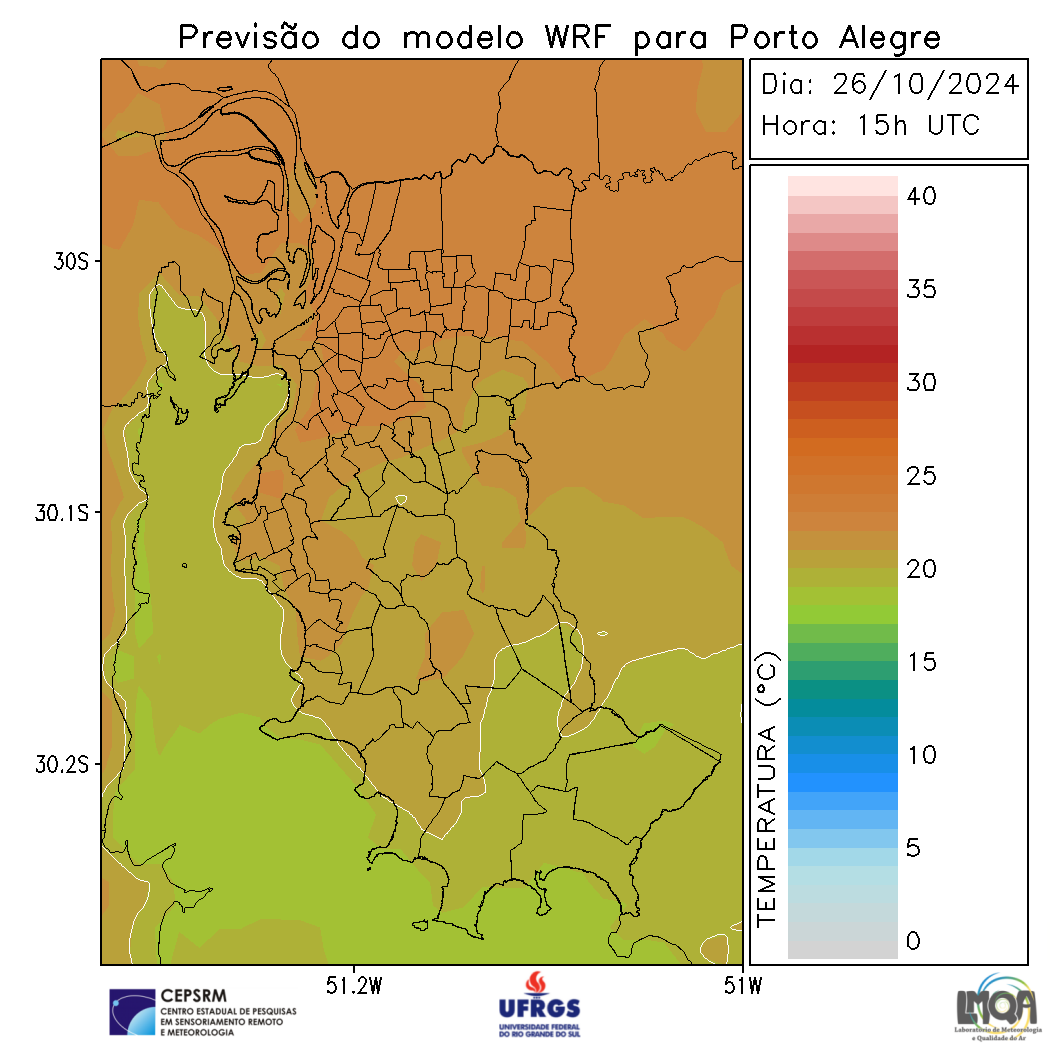 Previsão do modelo WRF para Porto Alegre
Dia: 26/10/2024
Hora: 15h UTC
40
35
30
25
20
15
10
5
0
TEMPERATURA (°C)
30S
30.1S
30.2S
51.2W
51W
CEPSRM
CENTRO ESTADUAL DE PESQUISAS
EM SENSORIAMENTO REMOTO
E METEOROLOGIA
UFRGS
UNIVERSIDADE FEDERAL
DO RIO GRANDE DO SUL
LMQA
Laboratório de Meteorologia
e Qualidade do Ar